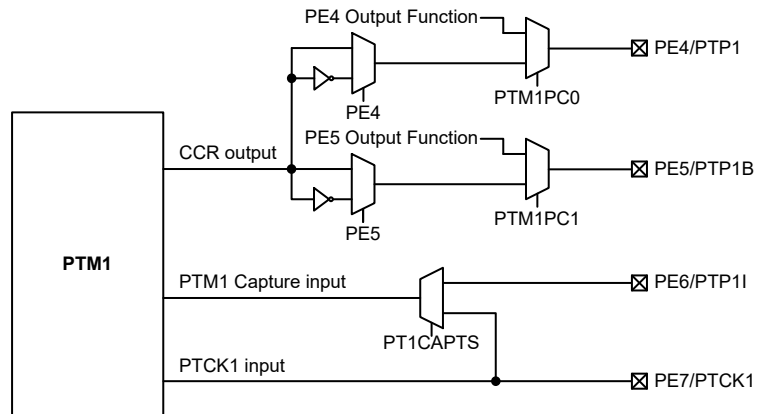 PE4 Output Function
PE4/PTP1
PE4
PTM1PC0
CCR output
PE5 Output Function
PE5/PTP1B
PE5
PTM1PC1
PTM1
PTM1 Capture input
PE6/PTP1I
PT1CAPTS
PTCK1 input
PE7/PTCK1